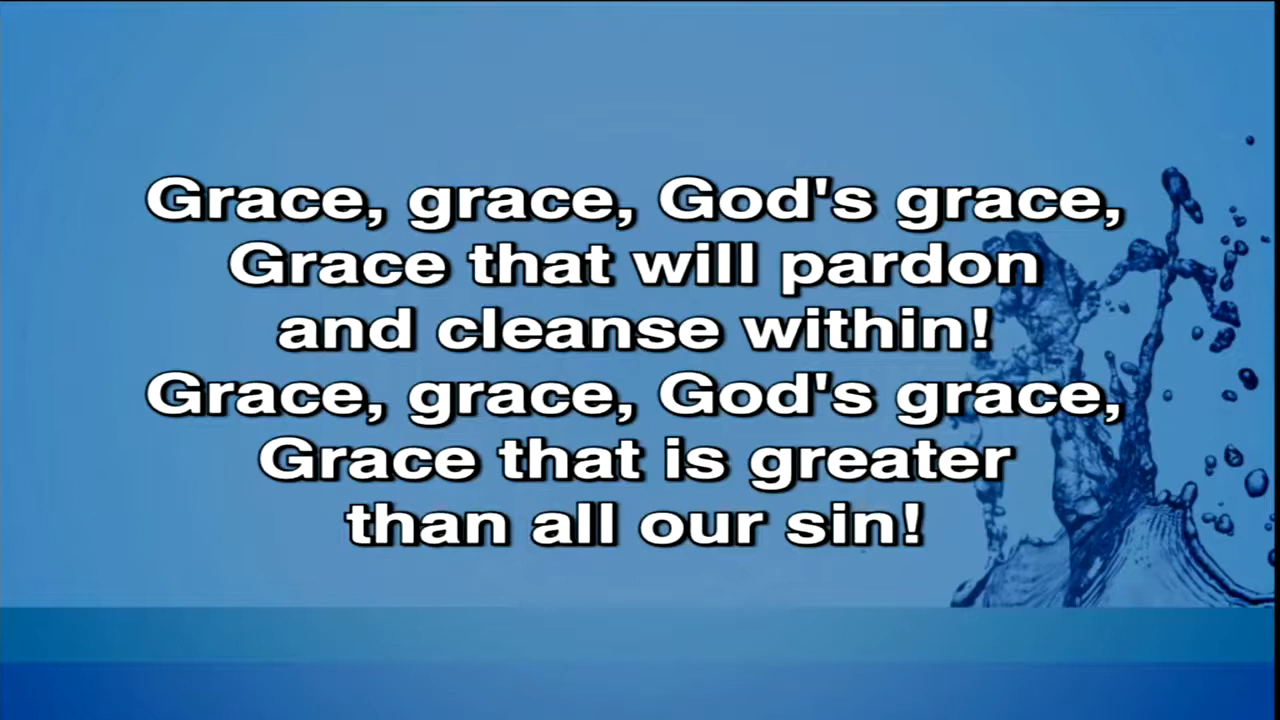 Grace, grace, God's grace,
Grace that will pardon
and cleanse within!
Grace, grace, God's grace,
Grace that is greater
than all our sin!